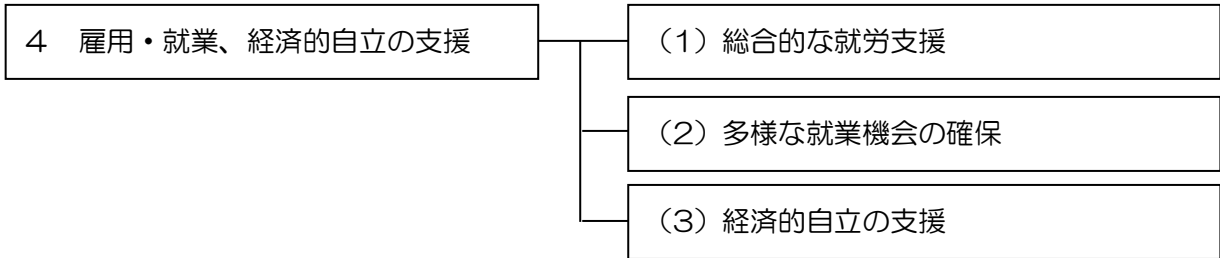 ４　雇用・就業、経済的自立の支援
（１）総合的な就労支援
（２）多様な就業機会の確保
（３）経済的自立の支援